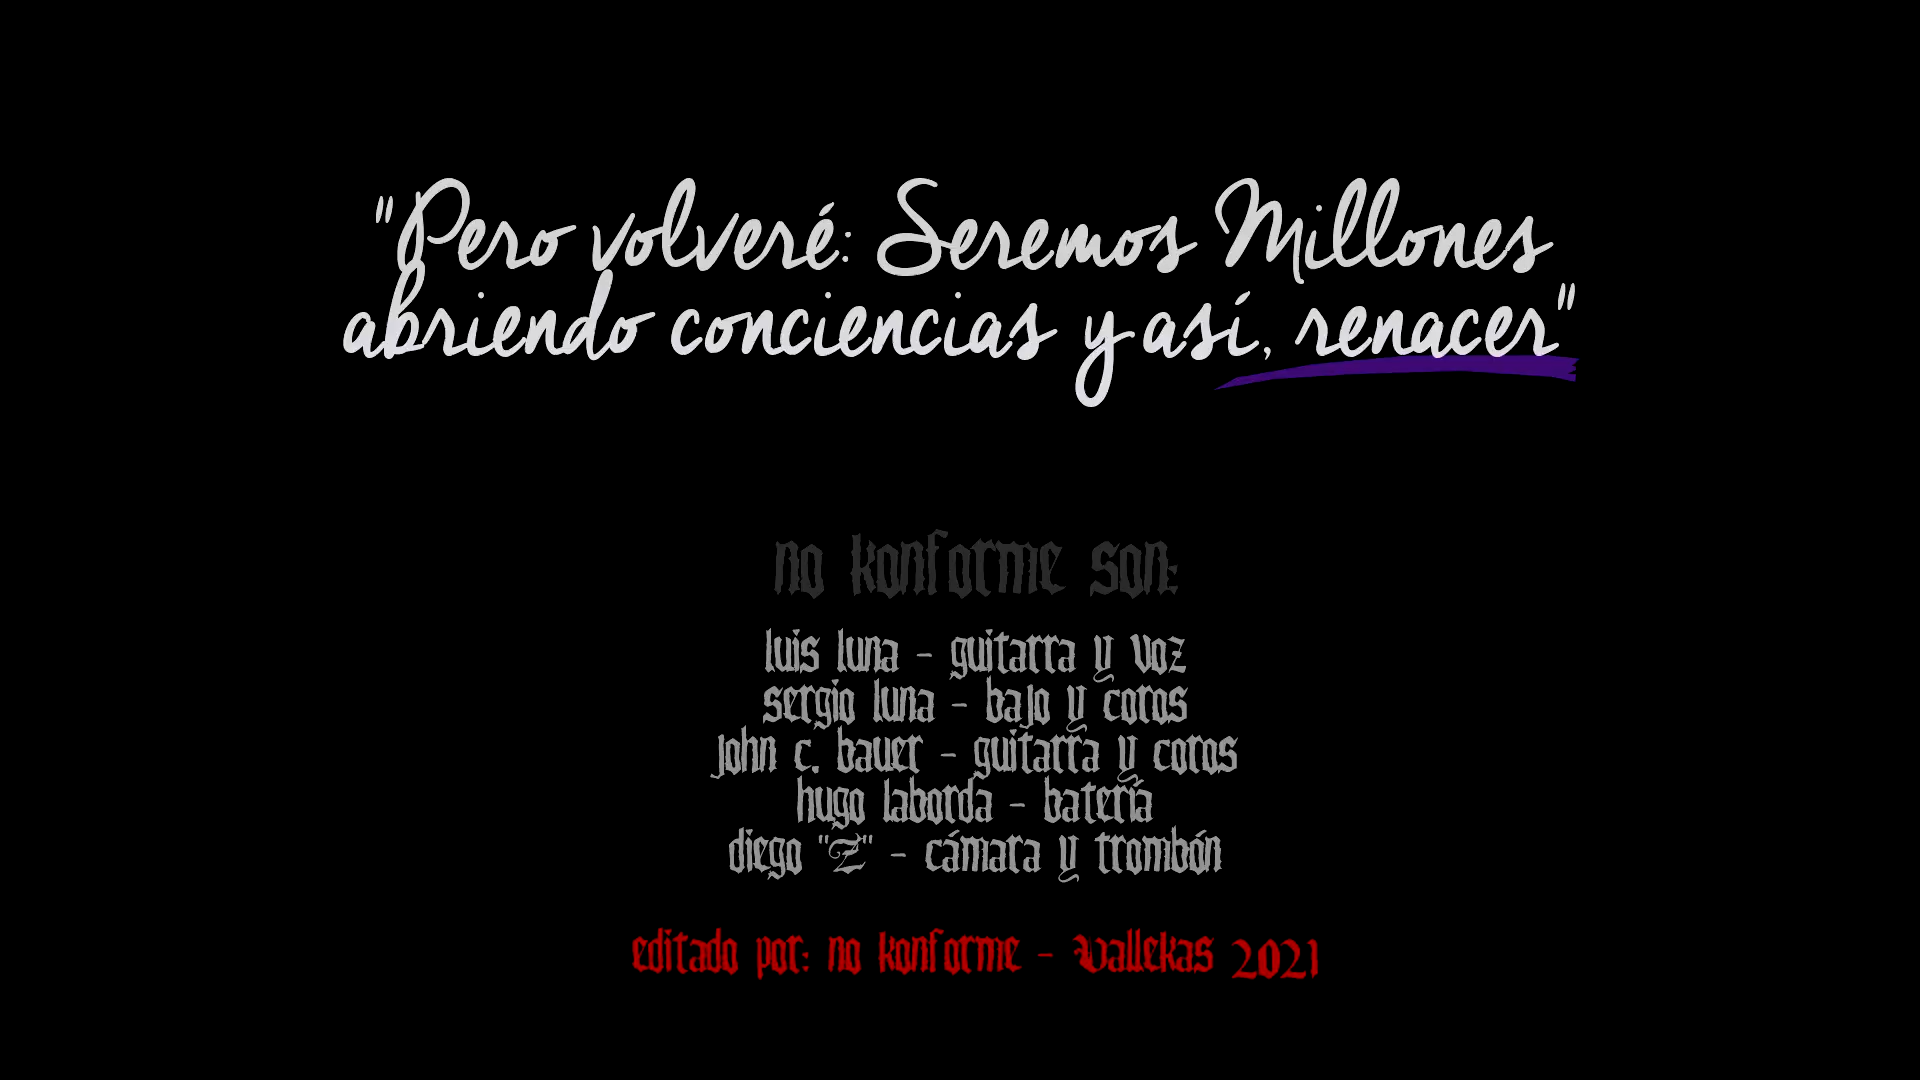 "Pero volveré: Seremos Millones
abriendo conciencias y así, renacer"
no konforme son:
luis luna - guitarra y voz
sergio luna - bajo y coros
john c. bauer - guitarra y coros
hugo laborda - batería
diego "Z" - cámara y trombón
editado por: no konforme - Vallekas 2021